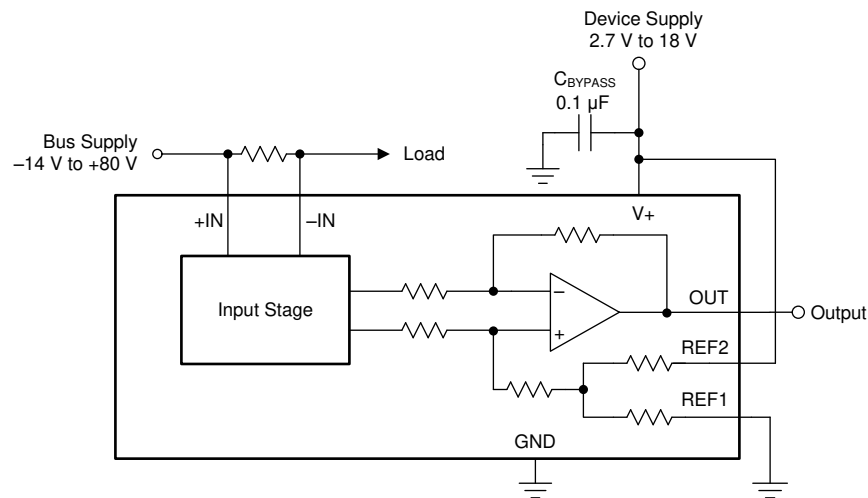 Device Supply
2.7 V to 18 V
C_BYPASS
0.1 µF
Bus Supply
–14 V to +80 V
Load
V+
+IN
–IN
Input Stage
–
+
OUT
Output
REF2
REF1
GND